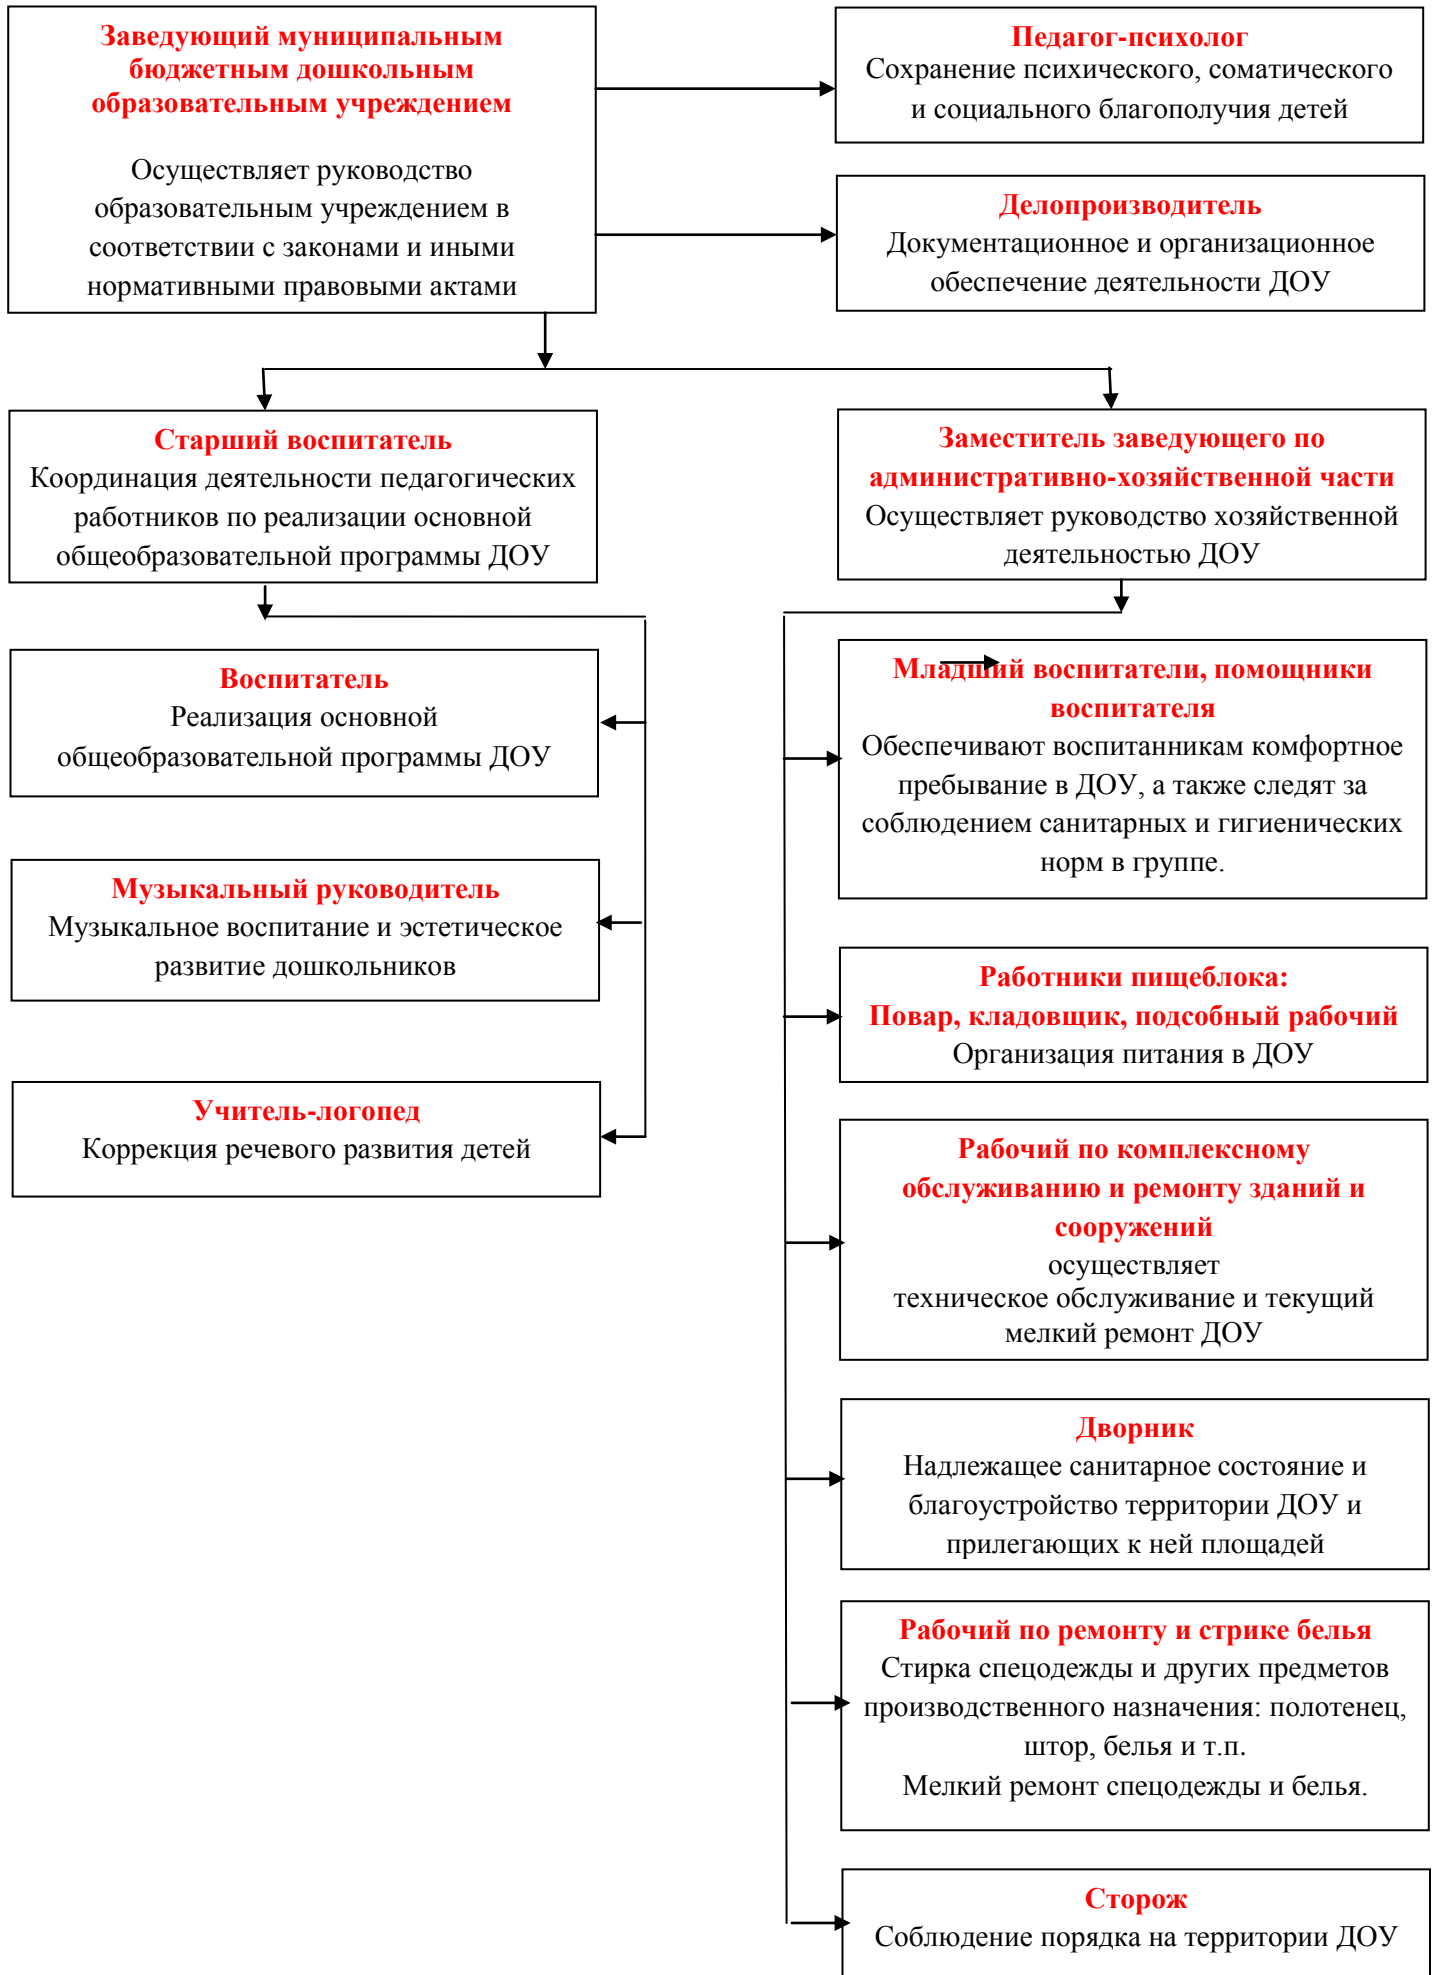 Заведующий муниципальным
бюджетным дошкольным
образовательным учреждением
Осуществляет руководство
образовательным учреждением в
соответствии с законами и иными
нормативными правовыми актами
Педагог-психолог
Сохранение психического, соматического
и социального благополучия детей
Делопроизводитель
Документационное и организационное
обеспечение деятельности ДОУ
Старший воспитатель
Координация деятельности педагогических
работников по реализации основной
общеобразовательной программы ДОУ
Заместитель заведующего по
административно-хозяйственной части
Осуществляет руководство хозяйственной
деятельностью ДОУ
Воспитатель
Реализация основной
общеобразовательной программы ДОУ
Музыкальный руководитель
Музыкальное воспитание и эстетическое
развитие дошкольников
Учитель-логопед
Коррекция речевого развития детей
Младший воспитатели, помощники
воспитателя
Обеспечивают воспитанникам комфортное
пребывание в ДОУ, а также следят за
соблюдением санитарных и гигиенических
норм в группе.
Работники пищеблока:
Повар, кладовщик, подсобный рабочий
Организация питания в ДОУ
Рабочий по комплексному
обслуживанию и ремонту зданий и
сооружений
осуществляет
техническое обслуживание и текущий
мелкий ремонт ДОУ
Дворник
Надлежащее санитарное состояние и
благоустройство территории ДОУ и
прилегающих к ней площадей
Рабочий по ремонту и стрике белья
Стирка спецодежды и других предметов
производственного назначения: полотенец,
штор, белья и т.п.
Мелкий ремонт спецодежды и белья.
Сторож
Соблюдение порядка на территории ДОУ